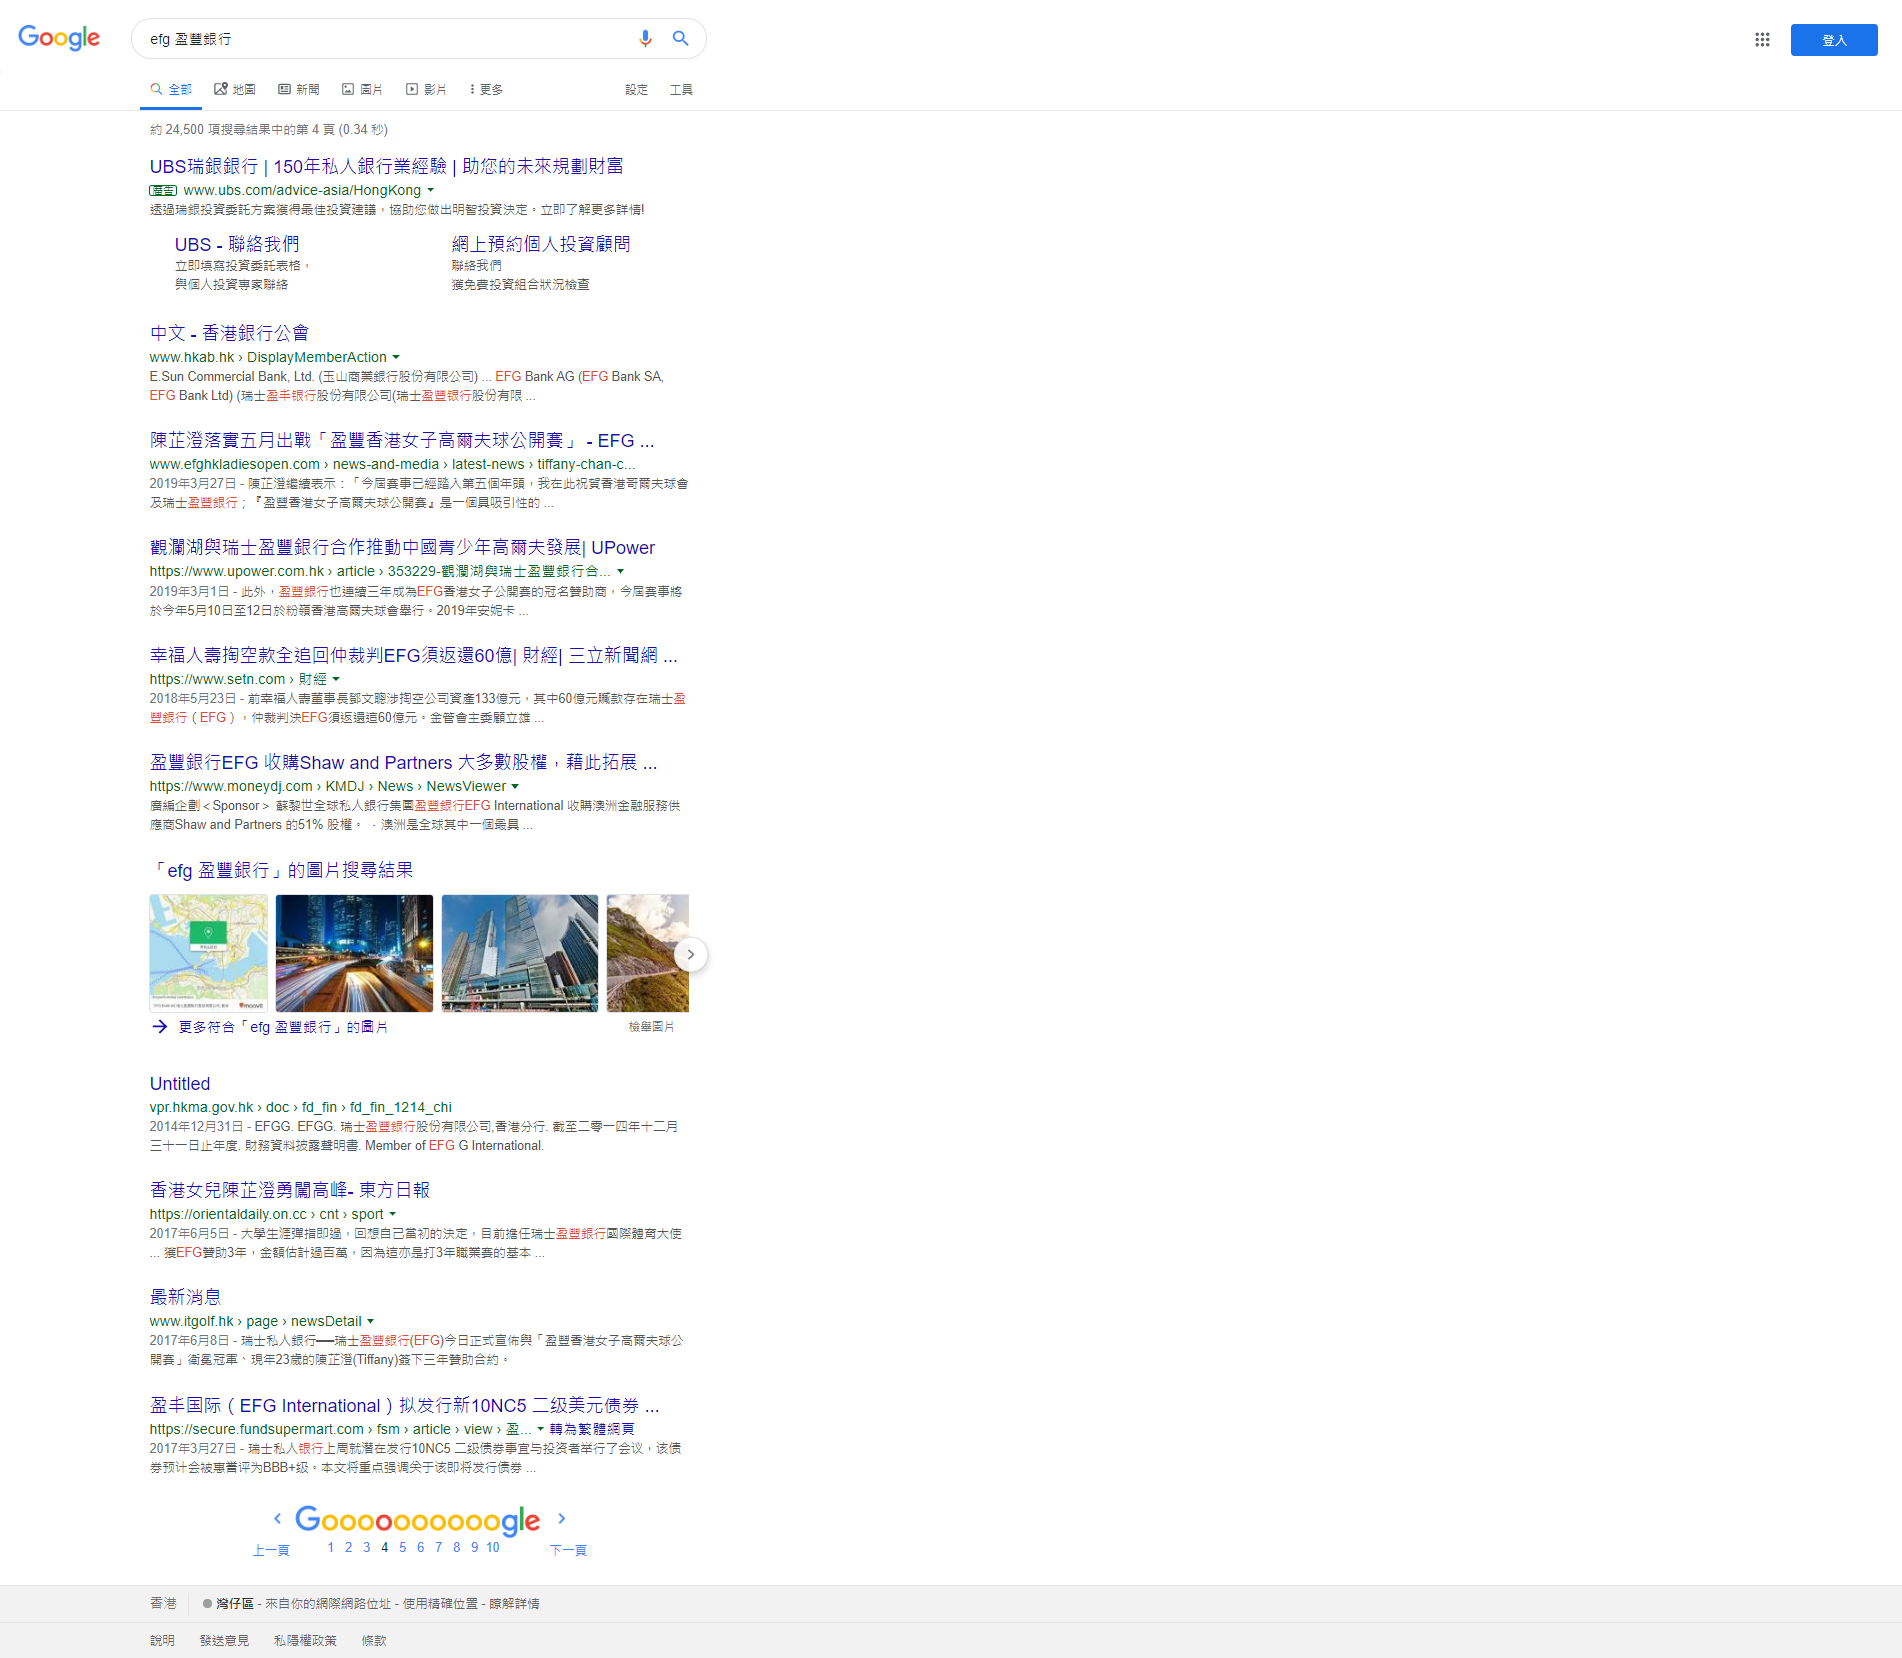 Google
efg 盈豐銀行
登入
全部 地圖 新聞 圖片 影片 更多 設定 工具
約 24,500 項搜尋結果中的第 4 頁 (0.34 秒)
UBS瑞銀銀行 | 150年私人銀行業經驗 | 助您的未來規劃財富
廣告 www.ubs.com/advice-asia/HongKong
透過瑞銀投資委託方案獲得最佳投資建議，協助您做出明智投資決定。立即了解更多詳情!
UBS - 聯絡我們
立即填寫投資委託表格，
與個人投資專家聯絡
網上預約個人投資顧問
聯絡我們
獲免費投資組合狀況檢查
中文 - 香港銀行公會
www.hkab.hk › DisplayMemberAction
E.Sun Commercial Bank, Ltd. (玉山商業銀行股份有限公司) ... EFG Bank AG (EFG Bank SA,
EFG Bank Ltd) (瑞士盈丰银行股份有限公司(瑞士盈豐银行股份有限 ...
陳芷澄落實五月出戰「盈豐香港女子高爾夫球公開賽」 - EFG ...
www.efghkladiesopen.com › news-and-media › latest-news › tiffany-chan-c...
2019年3月27日 - 陳芷澄繼續表示：「今屆賽事已經踏入第五個年頭，我在此祝賀香港哥爾夫球會
及瑞士盈豐銀行；『盈豐香港女子高爾夫球公開賽』是一個具吸引性的 ...
觀瀾湖與瑞士盈豐銀行合作推動中國青少年高爾夫發展| UPower
https://www.upower.com.hk › article › 353229-觀瀾湖與瑞士盈豐銀行合...
2019年3月1日 - 此外，盈豐銀行也連續三年成為EFG香港女子公開賽的冠名贊助商，今屆賽事將
於今年5月10日至12日於粉嶺香港高爾夫球會舉行。2019年安妮卡 ...
幸福人壽掏空款全追回仲裁判EFG須返還60億| 財經| 三立新聞網 ...
https://www.setn.com › 財經
2018年5月23日 - 前幸福人壽董事長鄧文聰涉掏空公司資產133億元，其中60億元贓款存在瑞士盈
豐銀行（EFG），仲裁判決EFG須返還這60億元。金管會主委顧立雄 ...
盈豐銀行EFG 收購Shaw and Partners 大多數股權，藉此拓展 ...
https://www.moneydj.com › KMDJ › News › NewsViewer
廣編企劃＜Sponsor＞ 蘇黎世全球私人銀行集團盈豐銀行EFG International 收購澳洲金融服務供
應商Shaw and Partners 的51% 股權。 ‧澳洲是全球其中一個最具 ...
「efg 盈豐銀行」的圖片搜尋結果
moovit
更多符合「efg 盈豐銀行」的圖片
檢舉圖片
Untitled
vpr.hkma.gov.hk › doc › fd_fin › fd_fin_1214_chi
2014年12月31日 - EFGG. EFGG. 瑞士盈豐銀行股份有限公司,香港分行. 截至二零一四年十二月
三十一日止年度. 財務資料披露聲明書. Member of EFG G International.
香港女兒陳芷澄勇闖高峰- 東方日報
https://orientaldaily.on.cc › cnt › sport
2017年6月5日 - 大學生涯彈指即過，回想自己當初的決定，目前擔任瑞士盈豐銀行國際體育大使
... 獲EFG贊助3年，金額估計過百萬，因為這亦是打3年職業賽的基本 ...
最新消息
www.itgolf.hk › page › newsDetail
2017年6月8日 - 瑞士私人銀行──瑞士盈豐銀行(EFG)今日正式宣佈與「盈豐香港女子高爾夫球公
開賽」衛冕冠軍、現年23歲的陳芷澄(Tiffany)簽下三年贊助合約。
盈丰国际（EFG International）拟发行新10NC5 二级美元债券 ...
https://secure.fundsupermart.com › fsm › article › view › 盈... 轉為繁體網頁
2017年3月27日 - 瑞士私人银行上周就潜在发行10NC5 二级债券事宜与投资者举行了会议，该债
券预计会被惠誉评为BBB+级。本文将重点强调关于该即将发行债券 ...
Goooooooooogle
上一頁 1 2 3 4 5 6 7 8 9 10 下一頁
香港 灣仔區 - 來自你的網際網路位址 - 使用精確位置 - 瞭解詳情
說明 發送意見 私隱權政策 條款